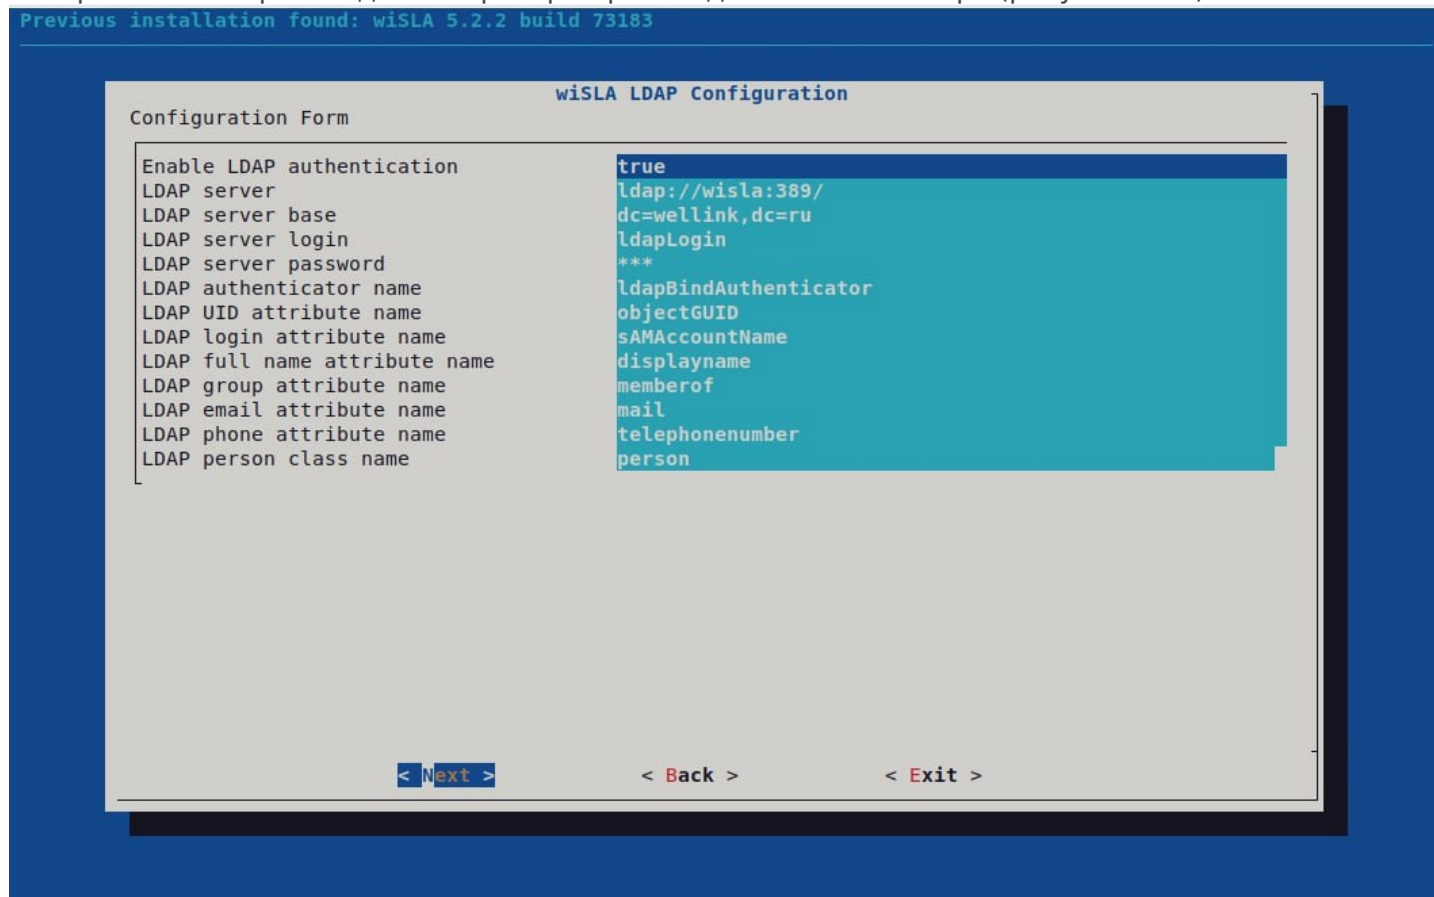 Previous installation found: wiSLA 5.2.2 build 73183
wiSLA LDAP Configuration
Configuration Form
Enable LDAP authentication true
LDAP server ldap://wisla:389/
LDAP server base dc=wellink,dc=ru
LDAP server login ldapLogin
LDAP server password ***
LDAP authenticator name ldapBindAuthenticator
LDAP UID attribute name objectGUID
LDAP login attribute name sAMAccountName
LDAP full name attribute name displayname
LDAP group attribute name memberof
LDAP email attribute name mail
LDAP phone attribute name telephonenumber
LDAP person class name person
< Next > < Back > < Exit >